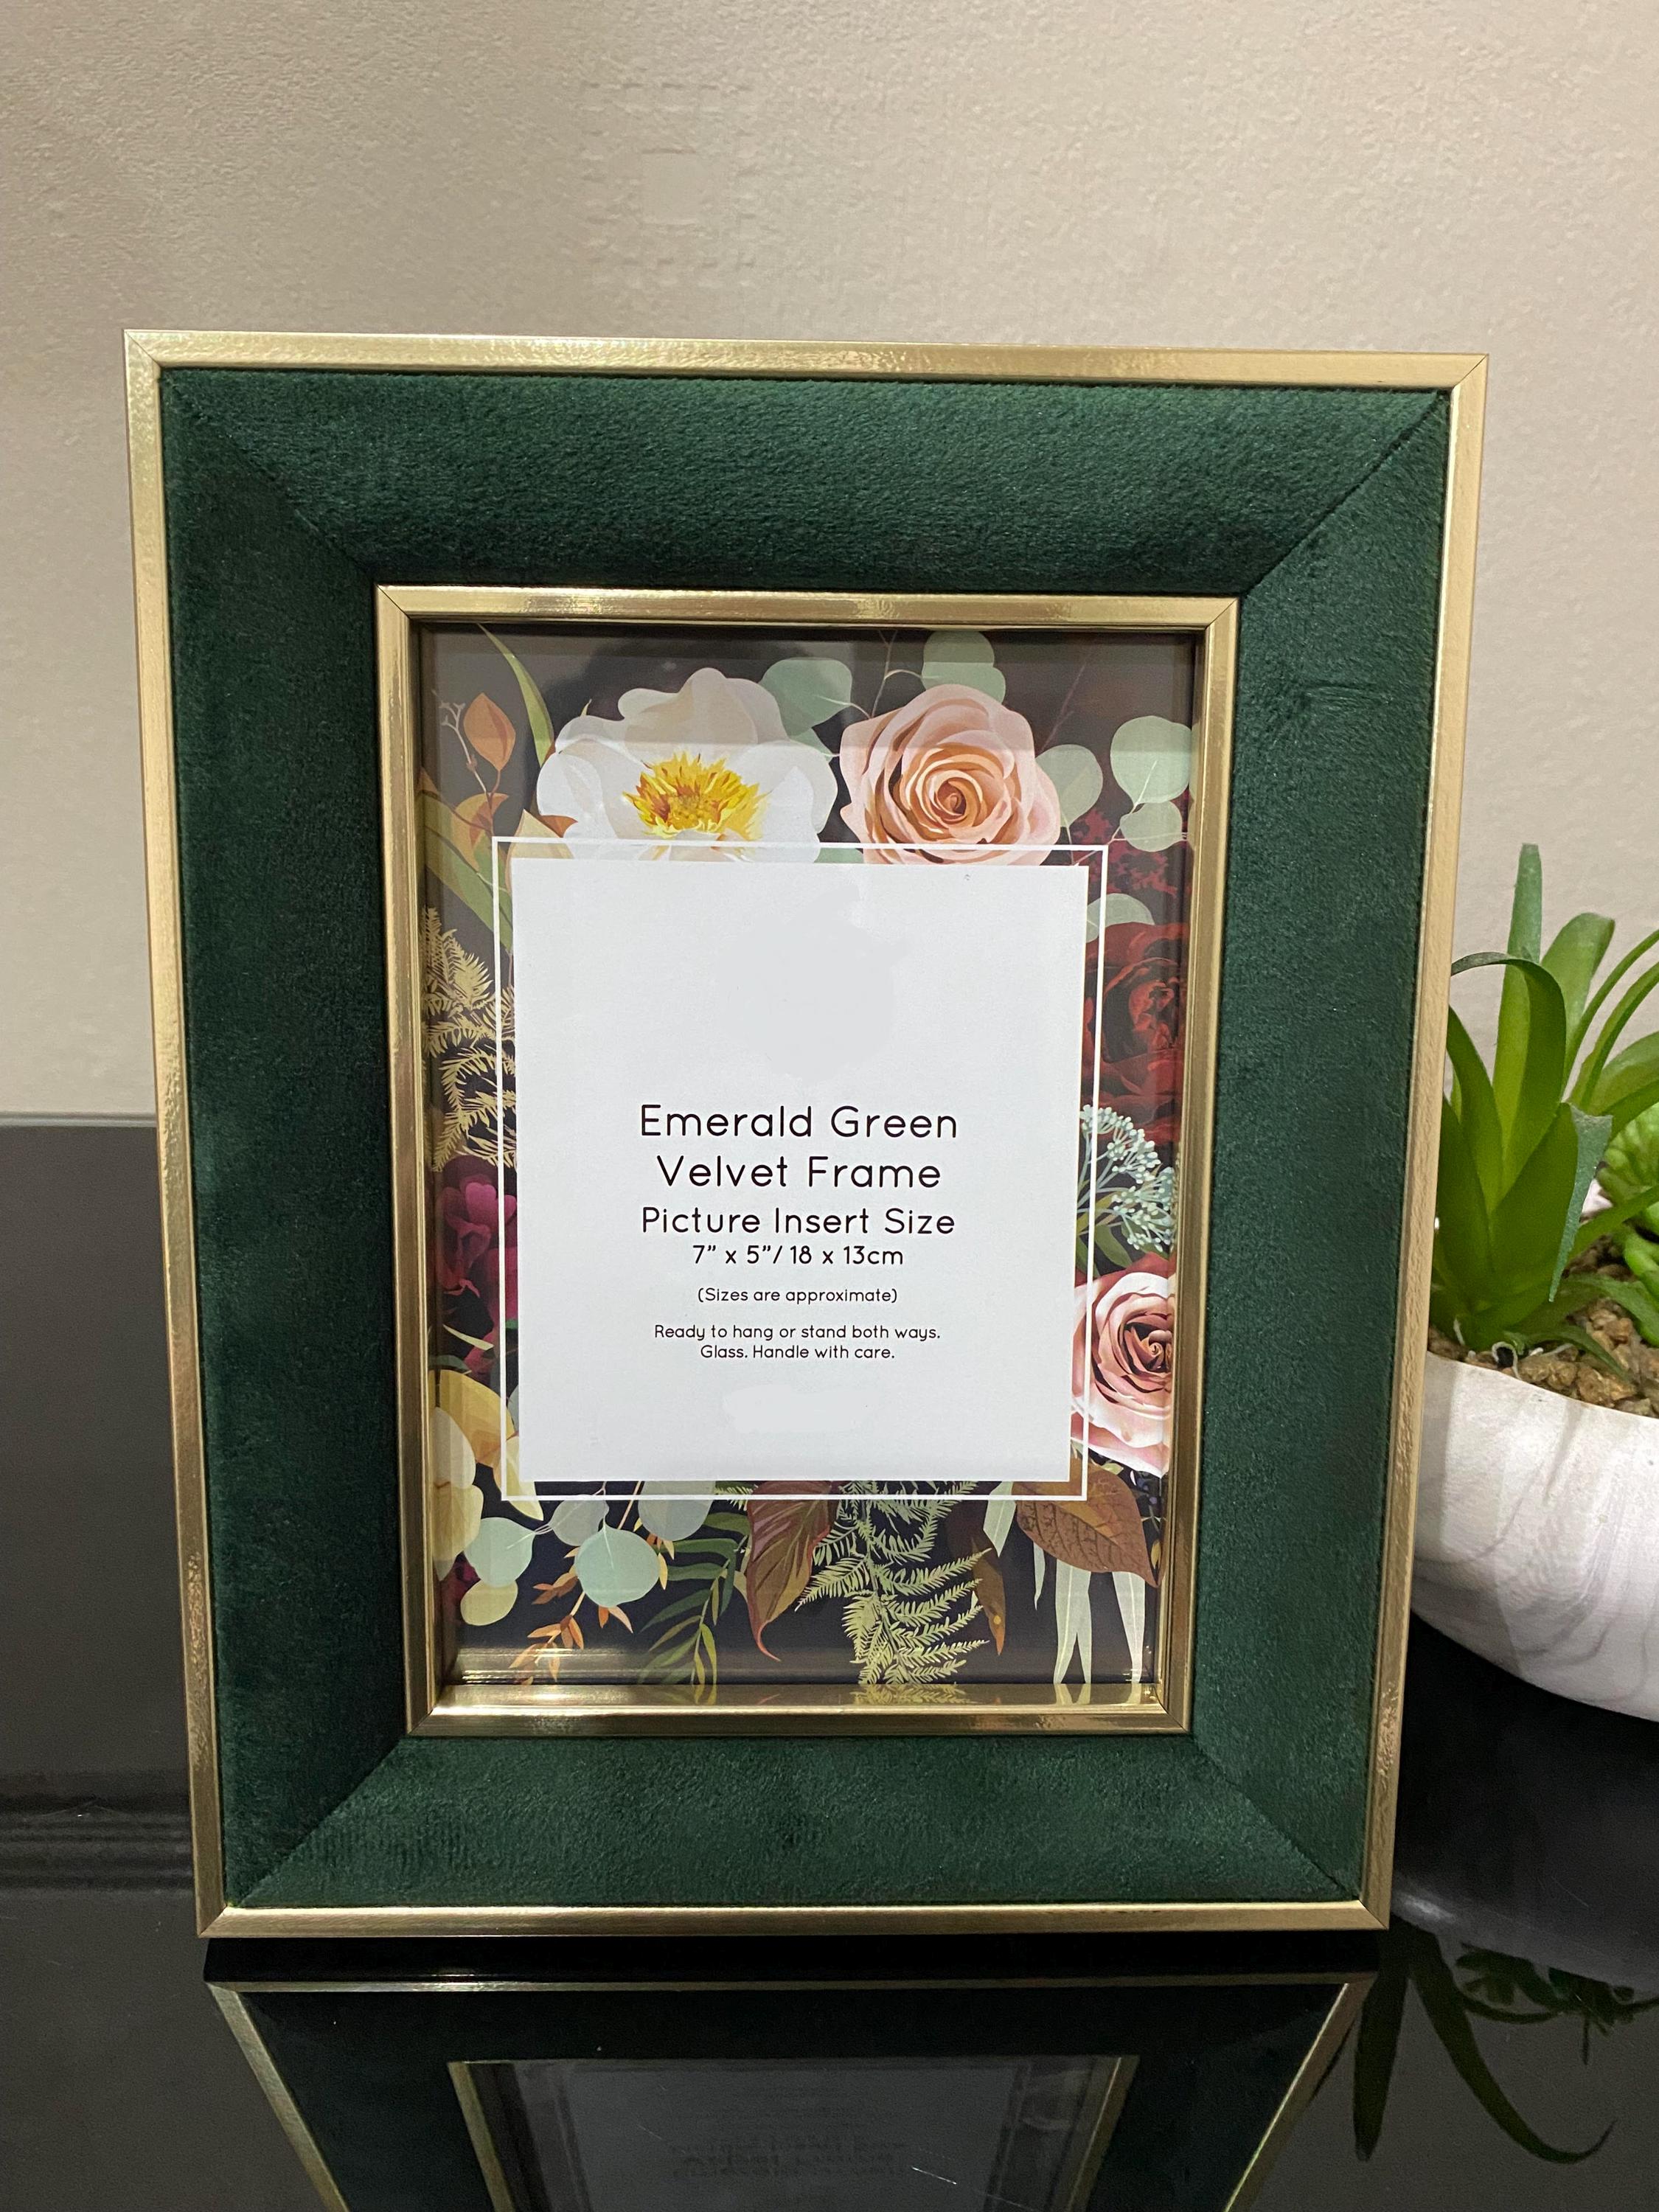 Emerald Green
Velvet Frame
Picture Insert Size
7” x 5”/ 18 x 13cm
(Sizes are approximate)
Ready to hang or stand both ways.
Glass. Handle with care.